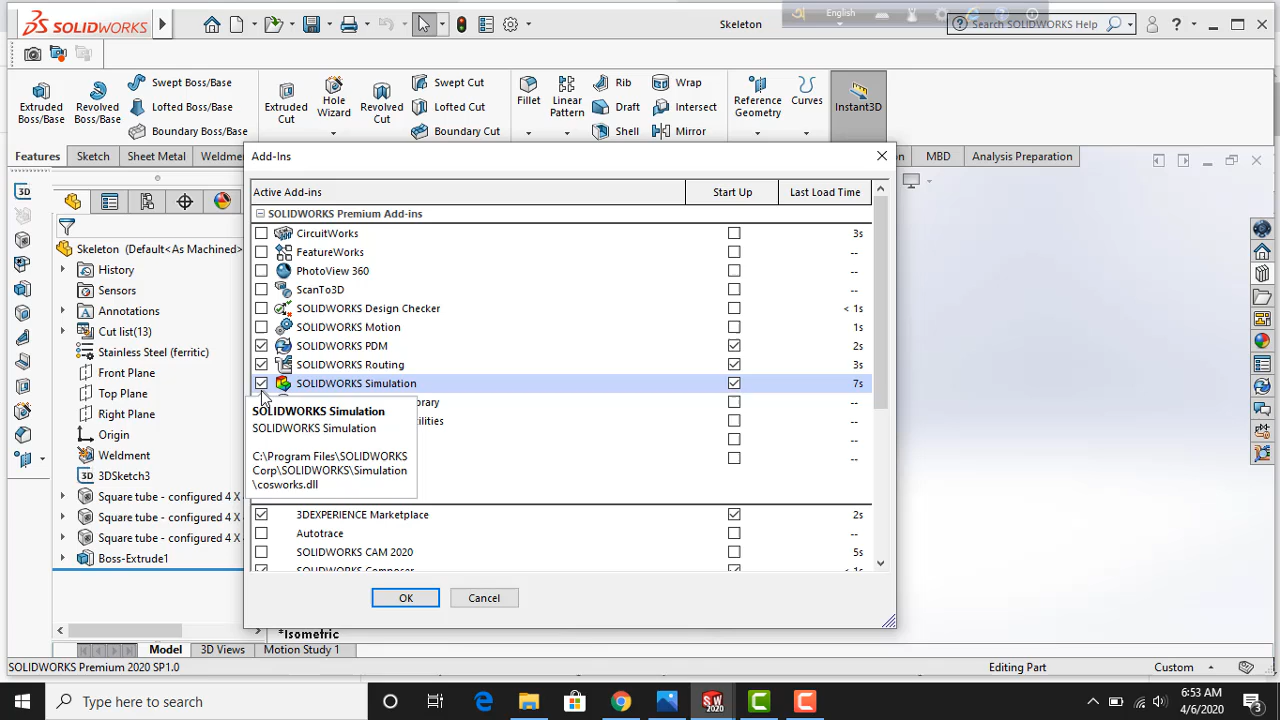 SOLIDWORKS
Skeleton
English
Search SOLIDWORKS
Extruded Boss/Base
Revolved Boss/Base
Swept Boss/Base
Lofted Boss/Base
Boundary Boss/Base
Extruded Cut
Hole Wizard
Revolved Cut
Swept Cut
Lofted Cut
Boundary Cut
Fillet
Linear Pattern
Rib
Draft
Shell
Wrap
Intersect
Mirror
Reference Geometry
Curves
Instant3D
Features
Sketch
Sheet Metal
MBD
Analysis Preparation
Add-Ins
Active Add-ins
Start Up
Last Load Time
SOLIDWORKS Premium Add-ins
CircuitWorks 3s
FeatureWorks --
PhotoView 360 --
ScanTo3D --
SOLIDWORKS Design Checker < 1s
SOLIDWORKS Motion 1s
SOLIDWORKS PDM 2s
SOLIDWORKS Routing 3s
SOLIDWORKS Simulation 7s
--
--
--
--
SOLIDWORKS Simulation
SOLIDWORKS Simulation
C:\Program Files\SOLIDWORKS
Corp\SOLIDWORKS\Simulation
\cosworks.dll
3DEXPERIENCE Marketplace 2s
Autotrace --
SOLIDWORKS CAM 2020 5s
OK
Cancel
Skeleton (Default<As Machined>
History
Sensors
Annotations
Cut list(13)
Stainless Steel (ferritic)
Front Plane
Top Plane
Right Plane
Origin
Weldment
3DSketch3
Square tube - configured 4 X
Square tube - configured 4 X
Square tube - configured 4 X
Boss-Extrude1
*Isometric
Model
3D Views
Motion Study 1
SOLIDWORKS Premium 2020 SP1.0
Editing Part
Custom
Type here to search
SW
2020
6:53 AM
4/6/2020
3